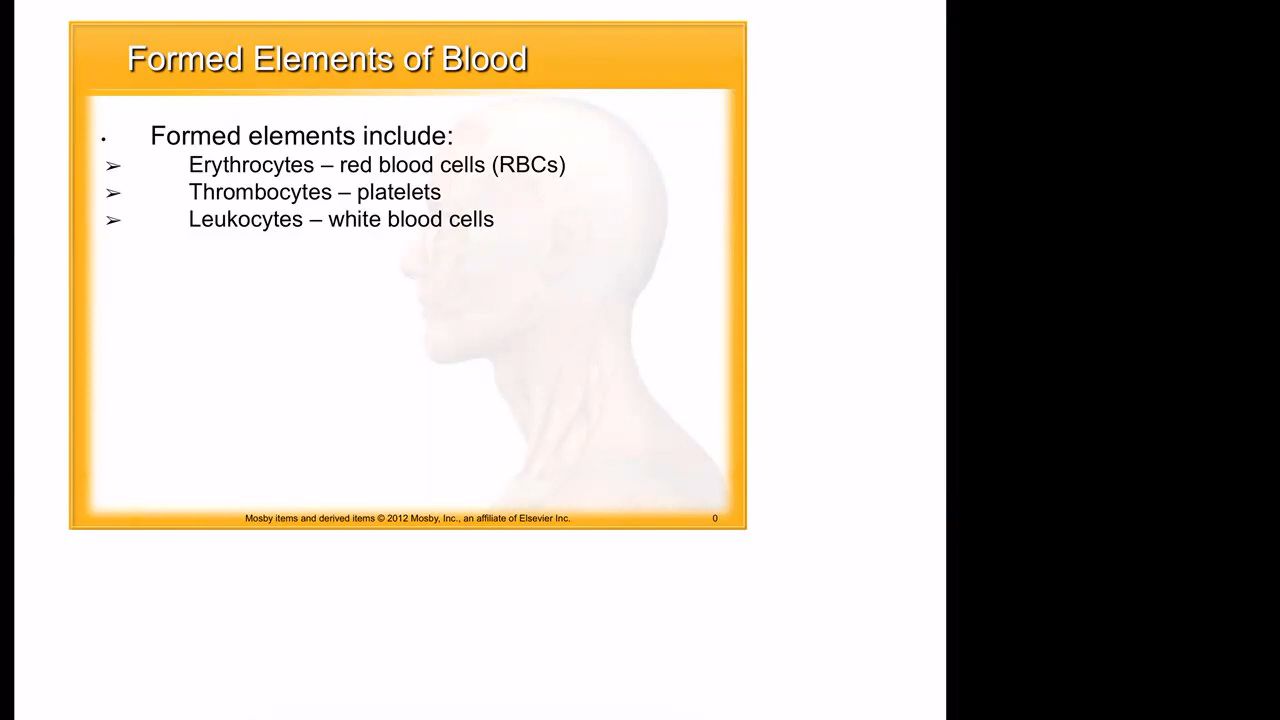 Formed Elements of Blood
• Formed elements include:
➢ Erythrocytes – red blood cells (RBCs)
➢ Thrombocytes – platelets
➢ Leukocytes – white blood cells
Mosby items and derived items © 2012 Mosby, Inc., an affiliate of Elsevier Inc. 0